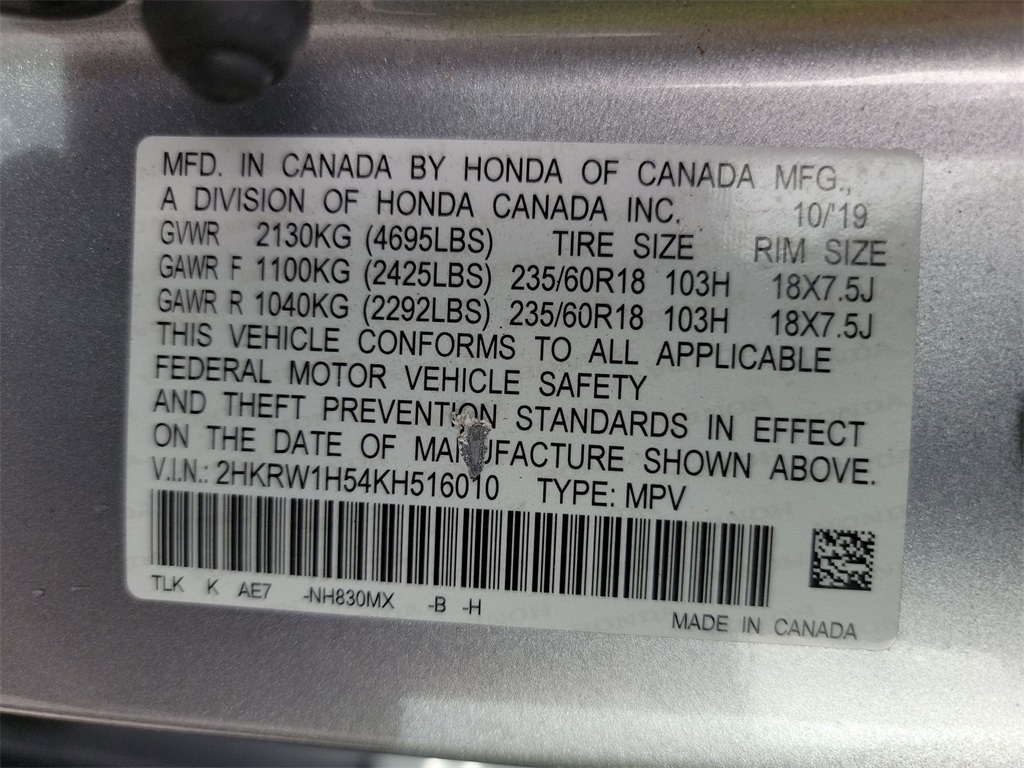 MFD. IN CANADA BY HONDA OF CANADA MFG.,
A DIVISION OF HONDA CANADA INC. 10/'19
GVWR 2130KG (4695LBS) TIRE SIZE RIM SIZE
GAWR F 1100KG (2425LBS) 235/60R18 103H 18X7.5J
GAWR R 1040KG (2292LBS) 235/60R18 103H 18X7.5J
THIS VEHICLE CONFORMS TO ALL APPLICABLE
FEDERAL MOTOR VEHICLE SAFETY
AND THEFT PREVENTION STANDARDS IN EFFECT
ON THE DATE OF MANUFACTURE SHOWN ABOVE.
V.I.N.: 2HKRW1H54KH516010 TYPE: MPV
TLK K AE7 -NH830MX -B -H
MADE IN CANADA